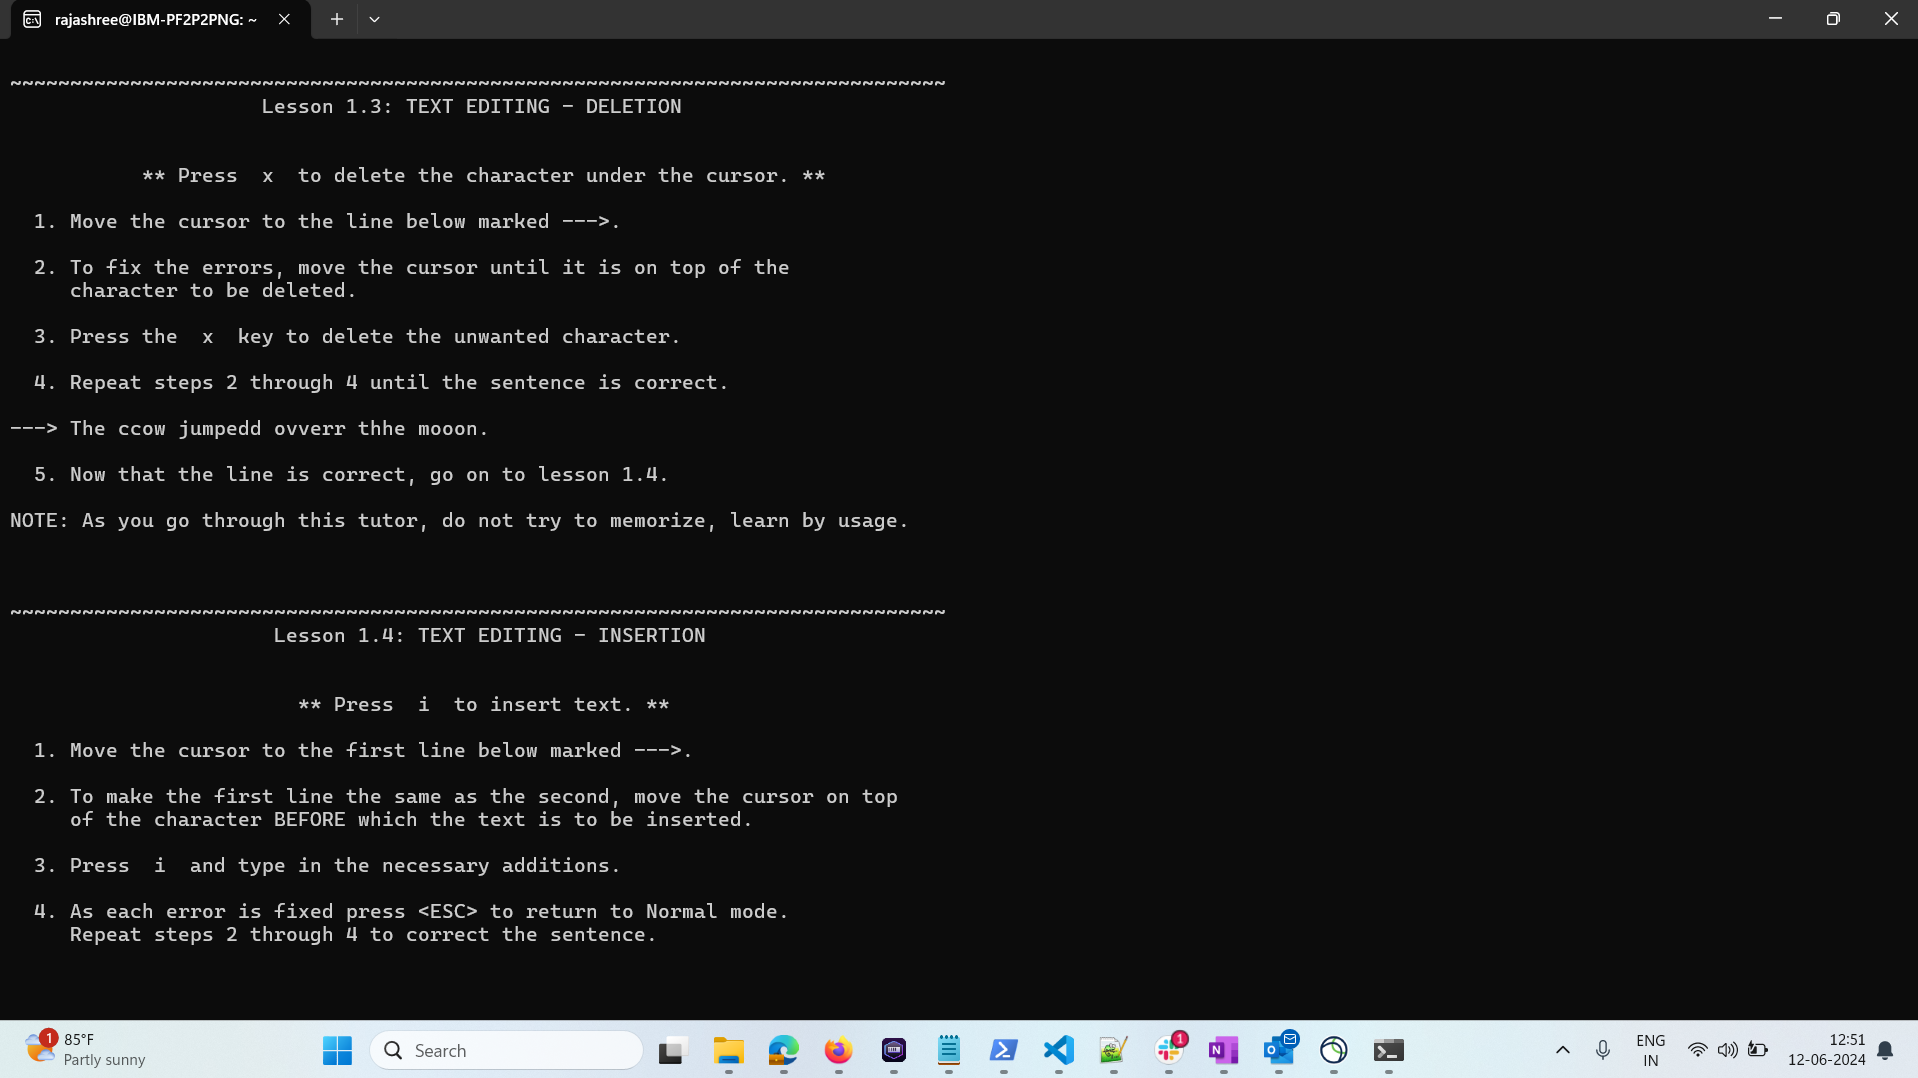 rajashree@IBM-PF2P2PNG: ~
~~~~~~~~~~~~~~~~~~~~~~~~~~~~~~~~~~~~~~~~~~~~~~~~~~~~~~~~~~~~~~~~~~~~~~~~~~~~~~
Lesson 1.3: TEXT EDITING - DELETION
** Press  x  to delete the character under the cursor. **
1. Move the cursor to the line below marked --->.
2. To fix the errors, move the cursor until it is on top of the
character to be deleted.
3. Press the  x  key to delete the unwanted character.
4. Repeat steps 2 through 4 until the sentence is correct.
---> The ccow jumpedd ovverr thhe mooon.
5. Now that the line is correct, go on to lesson 1.4.
NOTE: As you go through this tutor, do not try to memorize, learn by usage.
~~~~~~~~~~~~~~~~~~~~~~~~~~~~~~~~~~~~~~~~~~~~~~~~~~~~~~~~~~~~~~~~~~~~~~~~~~~~~~
Lesson 1.4: TEXT EDITING - INSERTION
** Press  i  to insert text. **
1. Move the cursor to the first line below marked --->.
2. To make the first line the same as the second, move the cursor on top
of the character BEFORE which the text is to be inserted.
3. Press  i  and type in the necessary additions.
4. As each error is fixed press <ESC> to return to Normal mode.
Repeat steps 2 through 4 to correct the sentence.
1
85°F
Partly sunny
Search
1
ENG
IN
12:51
12-06-2024